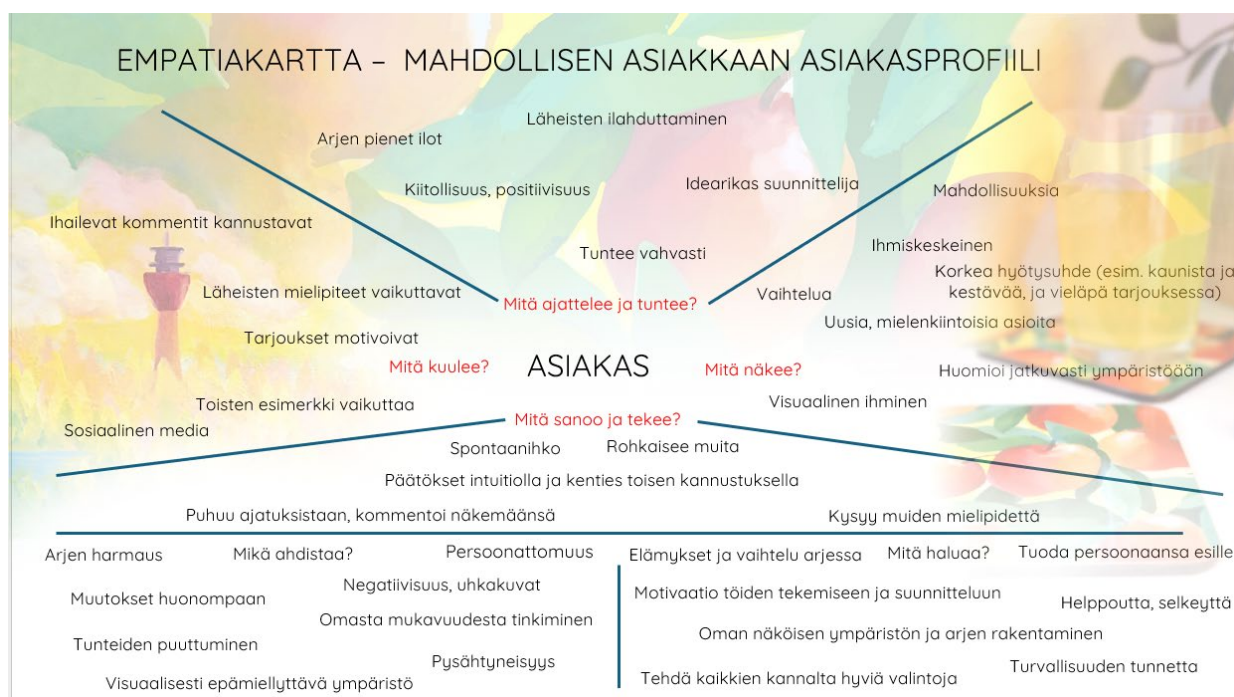 EMPATIAKARTTA – MAHDOLLISEN ASIAKKAAN ASIAKASPROFIILI
Läheisten ilahduttaminen
Arjen pienet ilot
Kiitollisuus, positiivisuus
Idearikas suunnittelija
Tuntee vahvasti
Mitä ajattelee ja tuntee?
Ihailevat kommentit kannustavat
Läheisten mielipiteet vaikuttavat
Tarjoukset motivoivat
Mitä kuulee?
Toisten esimerkki vaikuttaa
Sosiaalinen media
ASIAKAS
Mahdollisuuksia
Ihmiskeskeinen
Korkea hyötysuhde (esim. kaunista ja
kestävää, ja vieläpä tarjouksessa)
Vaihtelua
Uusia, mielenkiintoisia asioita
Mitä näkee?
Huomioi jatkuvasti ympäristöään
Visuaalinen ihminen
Mitä sanoo ja tekee?
Spontaanihko
Rohkaisee muita
Päätökset intuitiolla ja kenties toisen kannustuksella
Puhuu ajatuksistaan, kommentoi näkemäänsä
Kysyy muiden mielipidettä
Arjen harmaus
Mikä ahdistaa?
Persoonattomuus
Negatiivisuus, uhkakuvat
Muutokset huonompaan
Omasta mukavuudesta tinkiminen
Tunteiden puuttuminen
Pysähtyneisyys
Visuaalisesti epämiellyttävä ympäristö
Elämykset ja vaihtelu arjessa
Mitä haluaa?
Tuoda persoonaansa esille
Motivaatio töiden tekemiseen ja suunnitteluun
Helppoutta, selkeyttä
Oman näköisen ympäristön ja arjen rakentaminen
Turvallisuuden tunnetta
Tehdä kaikkien kannalta hyviä valintoja